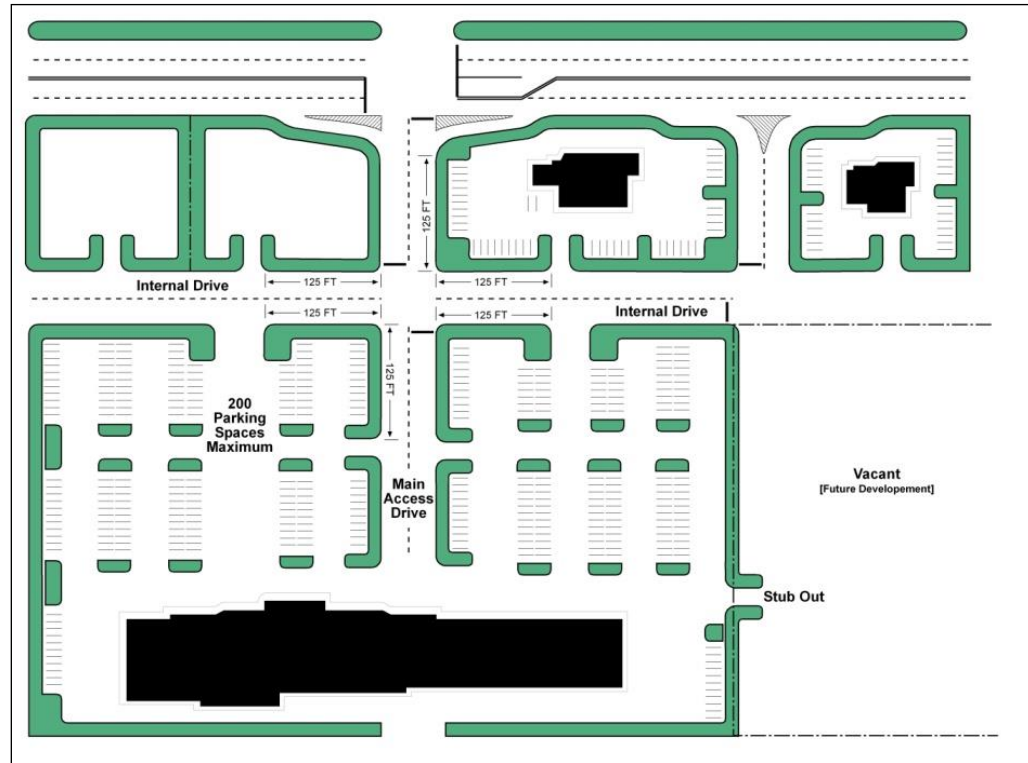 125 FT
Internal Drive
125 FT
125 FT
125 FT
125 FT
Internal Drive
125 FT
200
Parking
Spaces
Maximum
Main
Access
Drive
Vacant
[Future Developement]
Stub Out